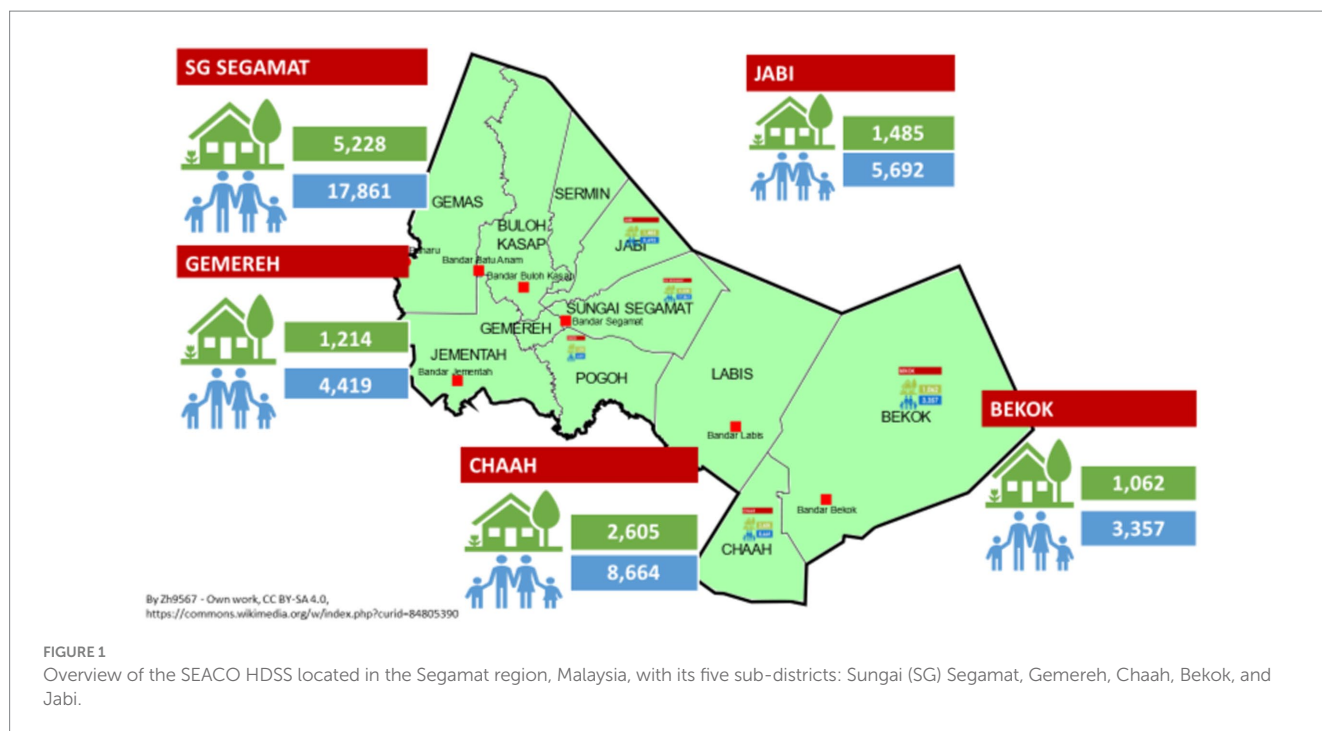 SG SEGAMAT
5,228
17,861
JABI
1,485
5,692
GEMEREH
1,214
4,419
CHAAH
2,605
8,664
BEKOK
1,062
3,357
GEMAS
BULOH
KASAP
SERMIN
JABI
Bandar Batu Anam
Bandar Buloh Kasap
SUNGAI SEGAMAT
Bandar Segamat
GEMEREH
JEMENTAH
Bandar Jementah
POGOH
LABIS
Bandar Labis
BEKOK
1,062
3,357
BEKOK
Bandar Bekok
CHAAH
By Zh9567 - Own work, CC BY-SA 4.0,
https://commons.wikimedia.org/w/index.php?curid=84805390
FIGURE 1
Overview of the SEACO HDSS located in the Segamat region, Malaysia, with its five sub-districts: Sungai (SG) Segamat, Gemereh, Chaah, Bekok, and
Jabi.